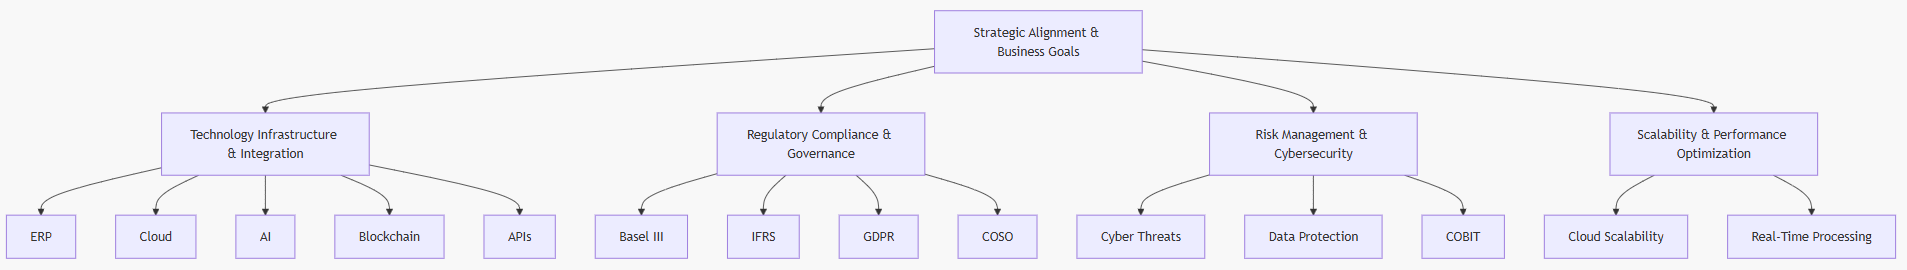 Strategic Alignment &
Business Goals
Technology Infrastructure
& Integration
Regulatory Compliance &
Governance
Risk Management &
Cybersecurity
Scalability & Performance
Optimization
ERP
Cloud
AI
Blockchain
APIs
Basel III
IFRS
GDPR
COSO
Cyber Threats
Data Protection
COBIT
Cloud Scalability
Real-Time Processing